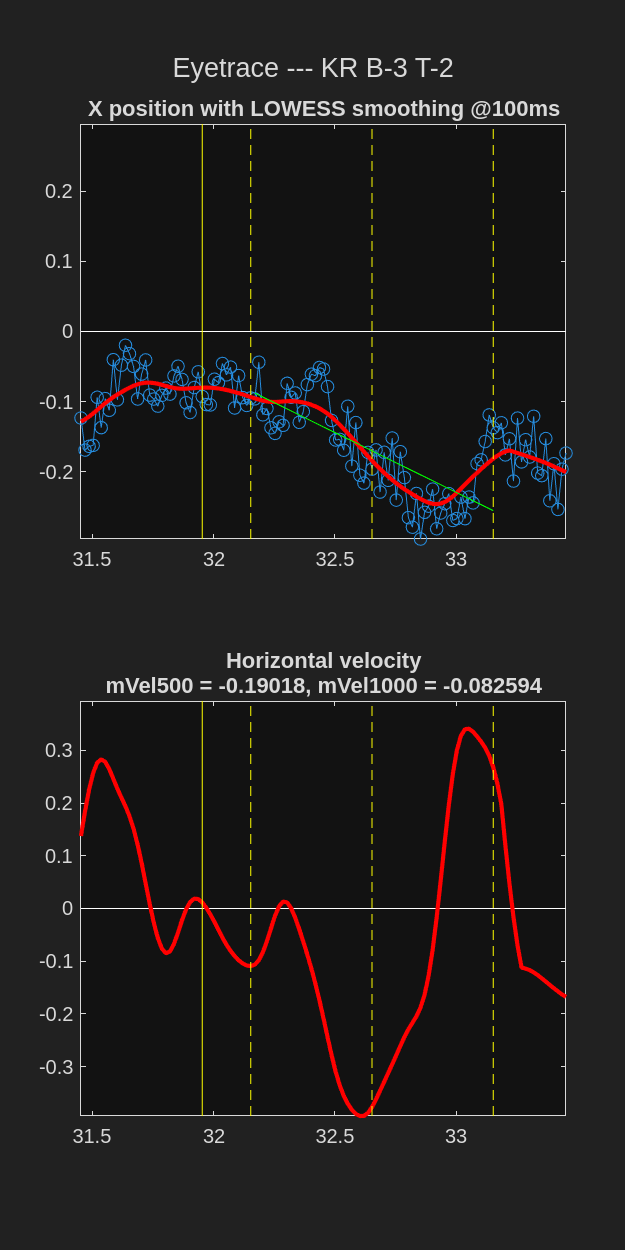 Eyetrace --- KR B-3 T-2
X position with LOWESS smoothing @100ms
0.2
0.1
0
-0.1
-0.2
31.5 32 32.5 33
Horizontal velocity
mVel500 = -0.19018, mVel1000 = -0.082594
0.3
0.2
0.1
0
-0.1
-0.2
-0.3
31.5 32 32.5 33